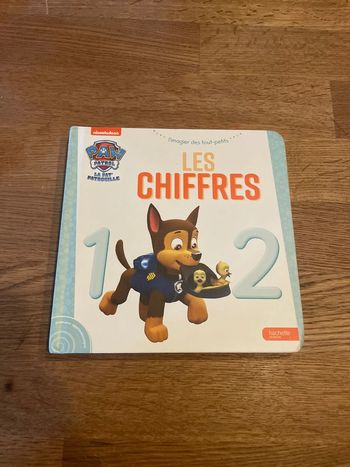 nickelodeon
l'imagier des tout-petits
PAW
PATROL
LA PAT'
PATROUILLE
LES
CHIFFRES
1 2
hachette